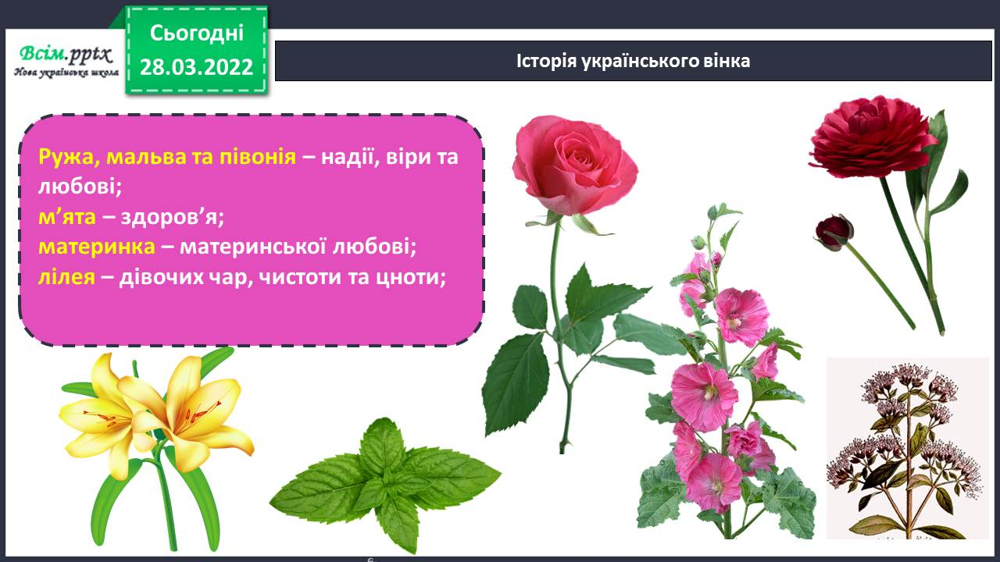 Сьогодні
28.03.2022
Всім.pptx
Нова українська школа
Історія українського вінка
Ружа, мальва та півонія – надії, віри та
любові;
м’ята – здоров’я;
материнка – материнської любові;
лілея – дівочих чар, чистоти та цноти;